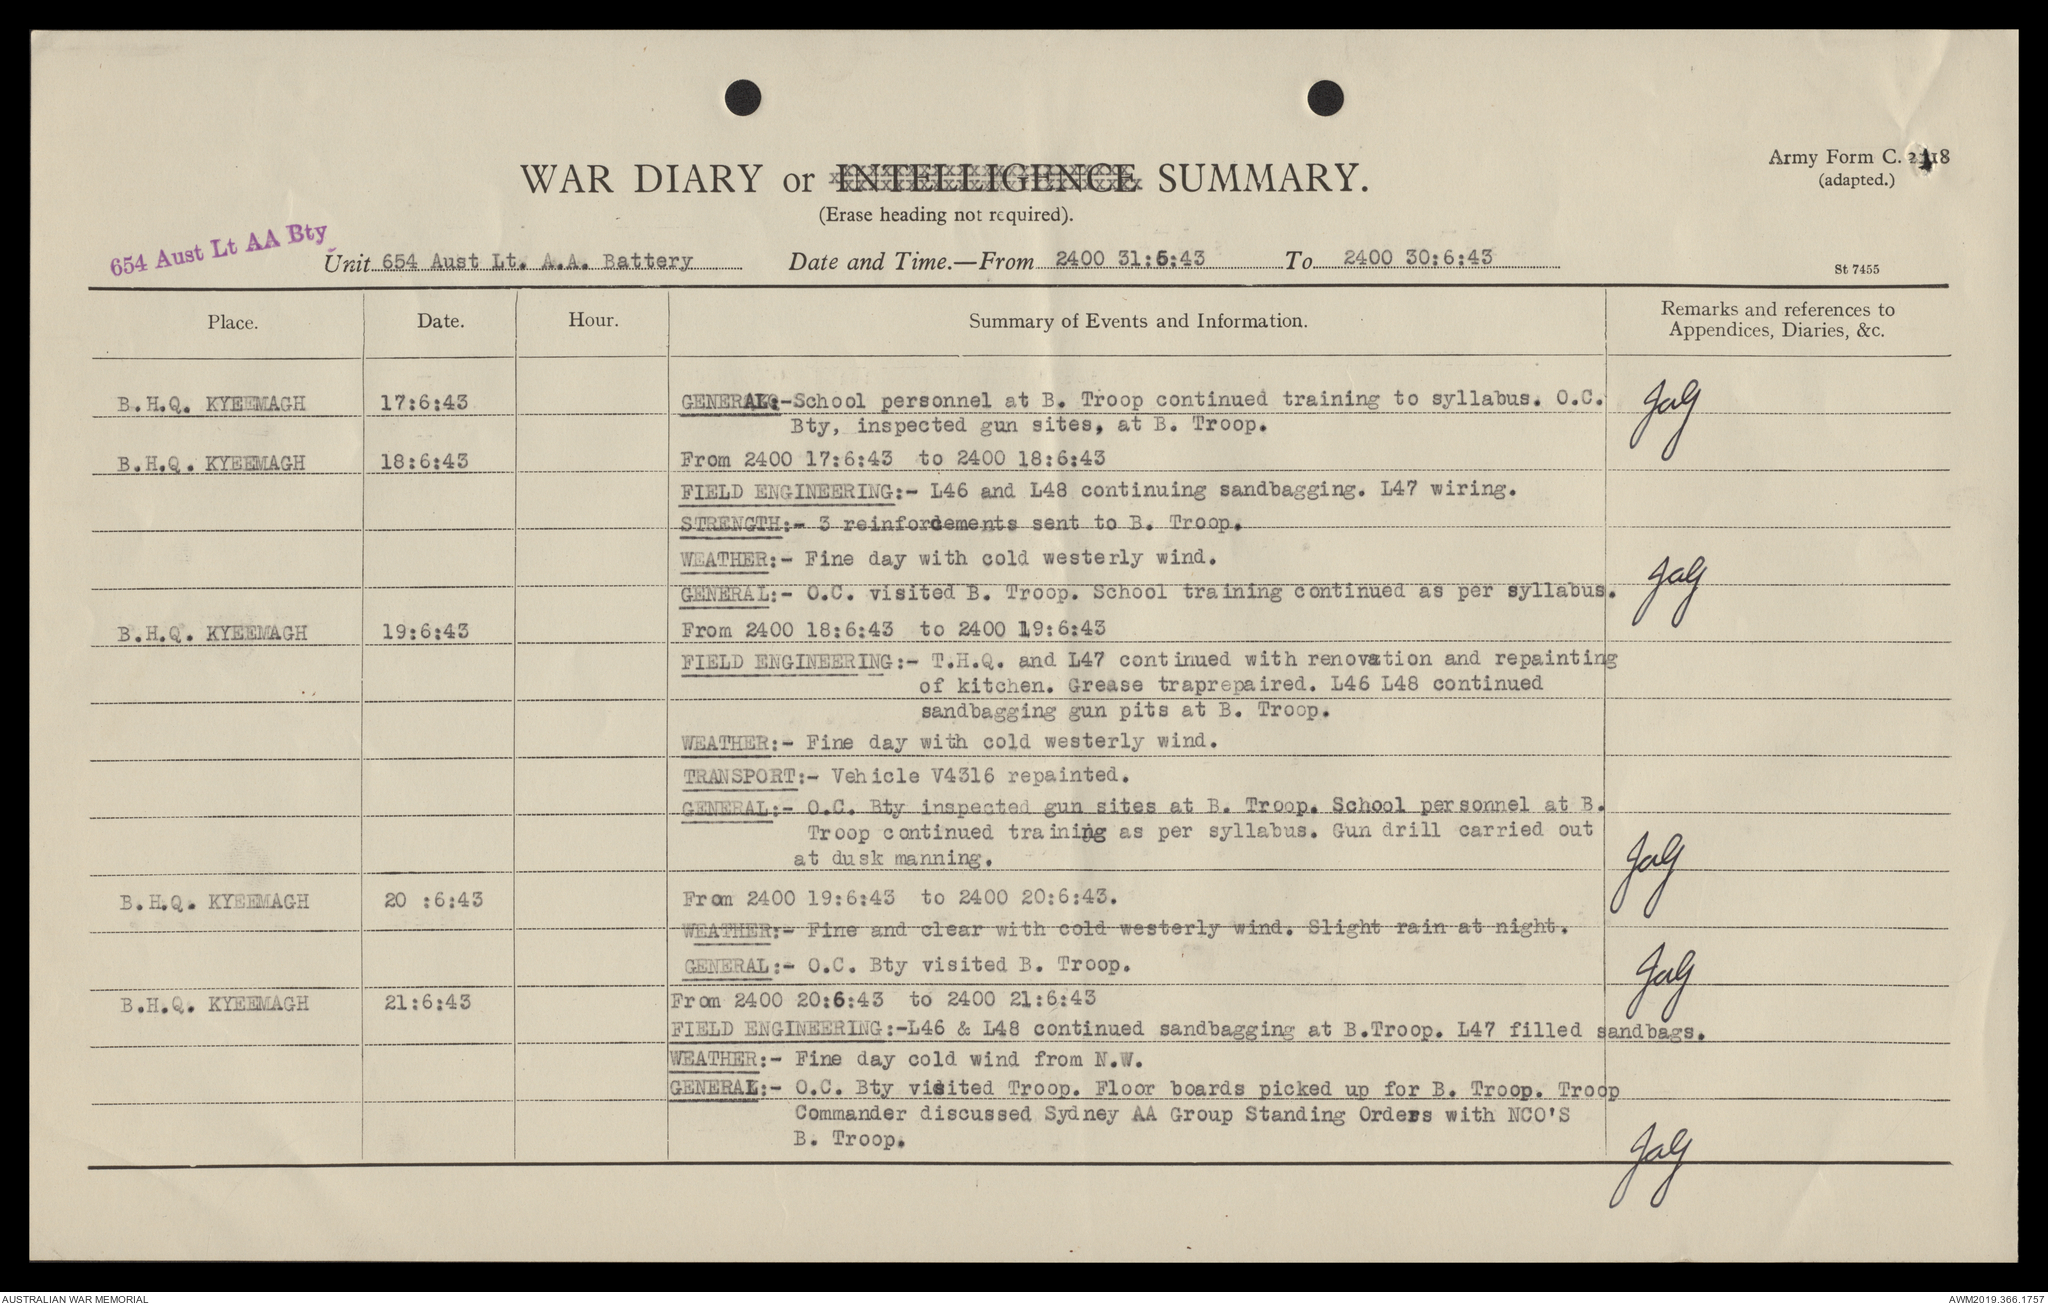 Army Form C. 2118
(adapted.)
WAR DIARY or INTELLIGENCE SUMMARY.
(Erase heading not required).
654 Aust Lt AA Bty
Unit 654 Aust Lt. A.A. Battery Date and Time.—From 2400 31:5:43 To 2400 30:6:43
St 7455
Place. Date. Hour. Summary of Events and Information. Remarks and references to
Appendices, Diaries, &c.
B.H.Q. KYEEMAGH 17:6:43 GENERAL:-School personnel at B. Troop continued training to syllabus. O.C.
Bty, inspected gun sites, at B. Troop.
B.H.Q. KYEEMAGH 18:6:43 From 2400 17:6:43 to 2400 18:6:43
FIELD ENGINEERING:- L46 and L48 continuing sandbagging. L47 wiring.
STRENGTH:- 3 reinforcements sent to B. Troop.
WEATHER:- Fine day with cold westerly wind.
GENERAL:- O.C. visited B. Troop. School training continued as per syllabus.
B.H.Q. KYEEMAGH 19:6:43 From 2400 18:6:43 to 2400 19:6:43
FIELD ENGINEERING:- T.H.Q. and L47 continued with renovation and repainting
of kitchen. Grease traprepaired. L46 L48 continued
sandbagging gun pits at B. Troop.
WEATHER:- Fine day with cold westerly wind.
TRANSPORT:- Vehicle V4316 repainted.
GENERAL:- O.C. Bty inspected gun sites at B. Troop. School personnel at B.
Troop continued training as per syllabus. Gun drill carried out
at dusk manning.
B.H.Q. KYEEMAGH 20 :6:43 From 2400 19:6:43 to 2400 20:6:43.
WEATHER:- Fine and clear with cold westerly wind. Slight rain at night.
GENERAL:- O.C. Bty visited B. Troop.
B.H.Q. KYEEMAGH 21:6:43 From 2400 20:6:43 to 2400 21:6:43
FIELD ENGINEERING:-L46 & L48 continued sandbagging at B.Troop. L47 filled sandbags.
WEATHER:- Fine day cold wind from N.W.
GENERAL:- O.C. Bty visited Troop. Floor boards picked up for B. Troop. Troop
Commander discussed Sydney AA Group Standing Orders with NCO'S
B. Troop.
AUSTRALIAN WAR MEMORIAL AWM2019.366.1757